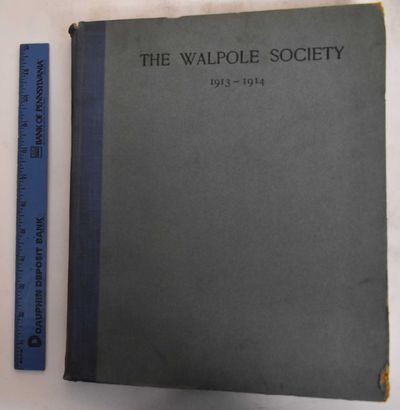 THE WALPOLE SOCIETY
1913–1914
BANK OF PENNSYLVANIA
DAUPHIN DEPOSIT BANK